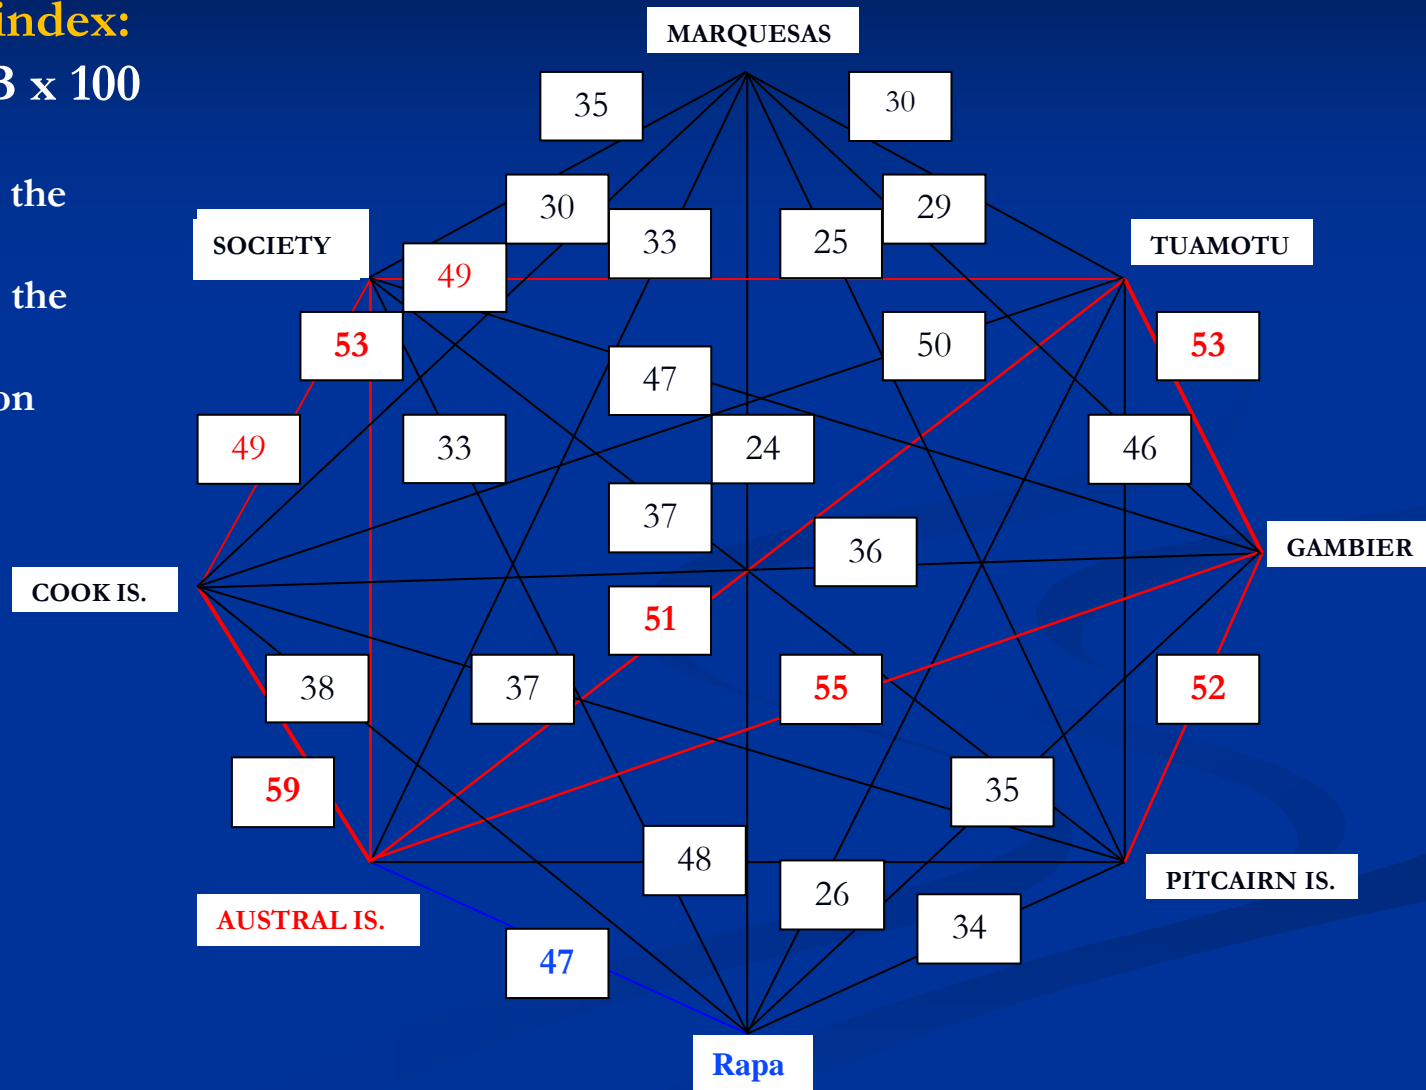 index:
B x 100
the
the
on
MARQUESAS
35
30
30
29
33
25
SOCIETY
TUAMOTU
49
53
50
53
47
49
33
24
46
37
36
GAMBIER
COOK IS.
51
38
37
55
52
59
35
48
26
PITCAIRN IS.
AUSTRAL IS.
34
47
Rapa